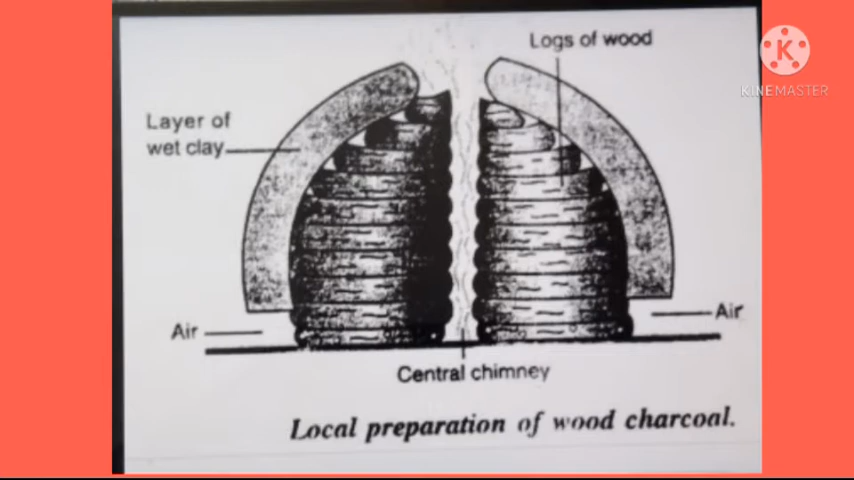 Logs of wood
K
KINEMASTER
Layer of
wet clay
Air
Air
Central chimney
Local preparation of wood charcoal.